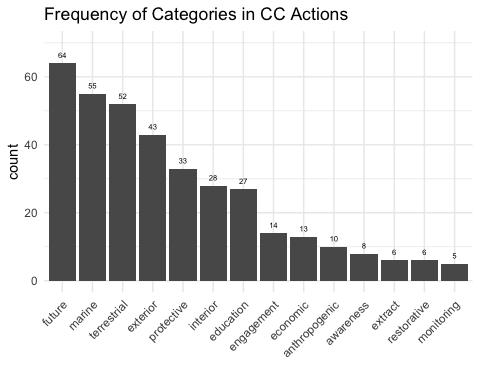 Frequency of Categories in CC Actions
count
60
40
20
0
64
55
52
43
33
28
27
14
13
10
8
6
6
5
future
marine
terrestrial
exterior
protective
interior
education
engagement
economic
anthropogenic
awareness
extract
restorative
monitoring